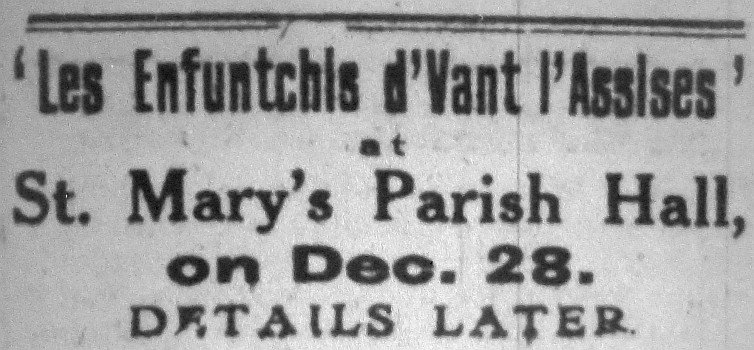 'Les Enfuntchis d'Vant l'Assises'
at
St. Mary's Parish Hall,
on Dec. 28.
DETAILS LATER.